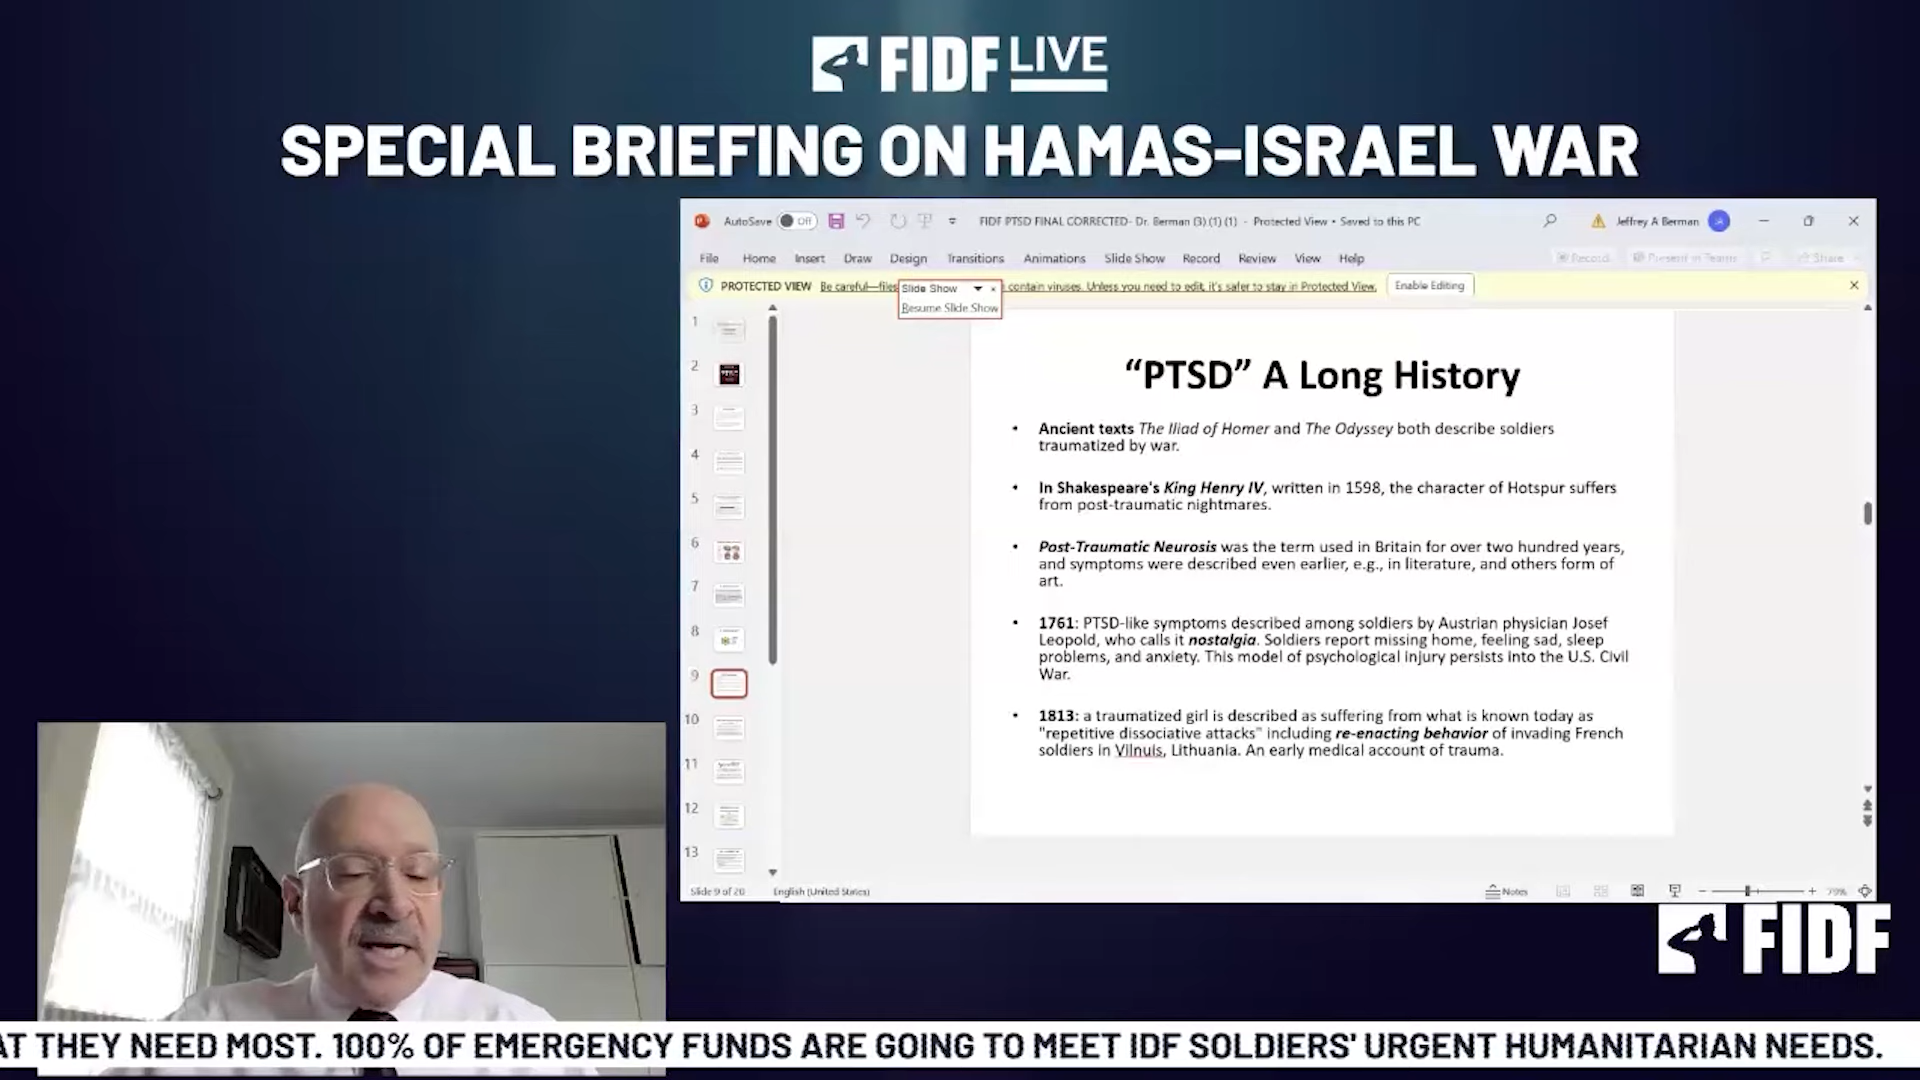 FIDF LIVE
SPECIAL BRIEFING ON HAMAS-ISRAEL WAR
AutoSave Off FIDF PTSD FINAL CORRECTED- Dr. Berman (3) (1) (1) - Protected View • Saved to this PC Jeffrey A Berman
File Home Insert Draw Design Transitions Animations Slide Show Record Review View Help Record Present in Teams Share
PROTECTED VIEW Be careful—files contain viruses. Unless you need to edit, it's safer to stay in Protected View. Enable Editing
Slide Show
Resume Slide Show
1
2
3
4
5
6
7
8
9
10
11
12
13
“PTSD” A Long History
• Ancient texts The Iliad of Homer and The Odyssey both describe soldiers
traumatized by war.
• In Shakespeare's King Henry IV, written in 1598, the character of Hotspur suffers
from post-traumatic nightmares.
• Post-Traumatic Neurosis was the term used in Britain for over two hundred years,
and symptoms were described even earlier, e.g., in literature, and others form of
art.
• 1761: PTSD-like symptoms described among soldiers by Austrian physician Josef
Leopold, who calls it nostalgia. Soldiers report missing home, feeling sad, sleep
problems, and anxiety. This model of psychological injury persists into the U.S. Civil
War.
• 1813: a traumatized girl is described as suffering from what is known today as
"repetitive dissociative attacks" including re-enacting behavior of invading French
soldiers in Vilnuis, Lithuania. An early medical account of trauma.
Slide 9 of 20 English (United States) Notes 79%
FIDF
AT THEY NEED MOST. 100% OF EMERGENCY FUNDS ARE GOING TO MEET IDF SOLDIERS' URGENT HUMANITARIAN NEEDS.